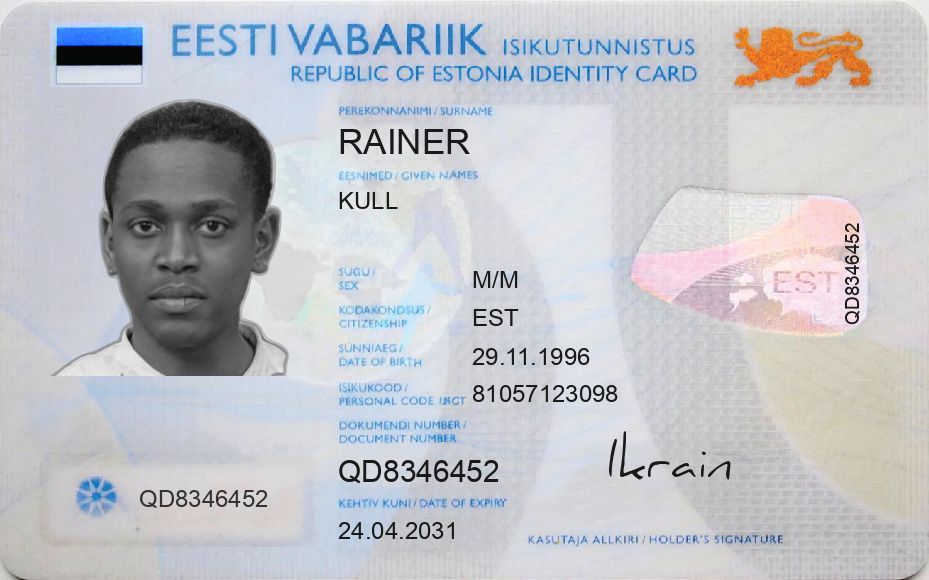 EESTI VABARIIK ISIKUTUNNISTUS
REPUBLIC OF ESTONIA IDENTITY CARD
PEREKONNANIMI / SURNAME
RAINER
EESNIMED / GIVEN NAMES
KULL
SUGU /
SEX
M/M
KODAKONDSUS /
CITIZENSHIP
EST
SÜNNIAEG /
DATE OF BIRTH
29.11.1996
ISIKUKOOD /
PERSONAL CODE
81057123098
DOKUMENDI NUMBER /
DOCUMENT NUMBER
QD8346452
KEHTIV KUNI / DATE OF EXPIRY
24.04.2031
QD8346452
EST
QD8346452
Ikrain
KASUTAJA ALLKIRI / HOLDER'S SIGNATURE